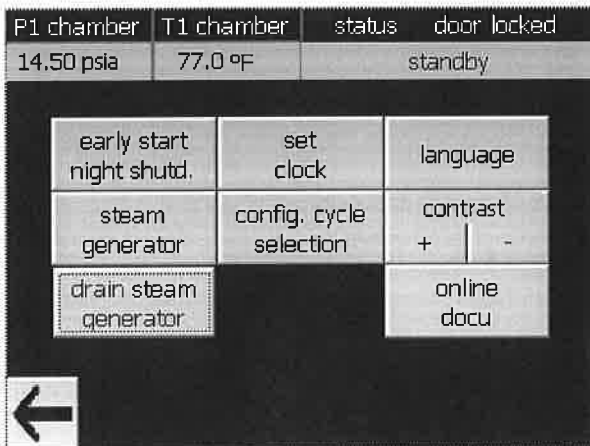 P1 chamber T1 chamber status door locked
14.50 psia 77.0 ºF standby
early start
night shutd.
set
clock
language
steam
generator
config. cycle
selection
contrast
+ | -
drain steam
generator
online
docu